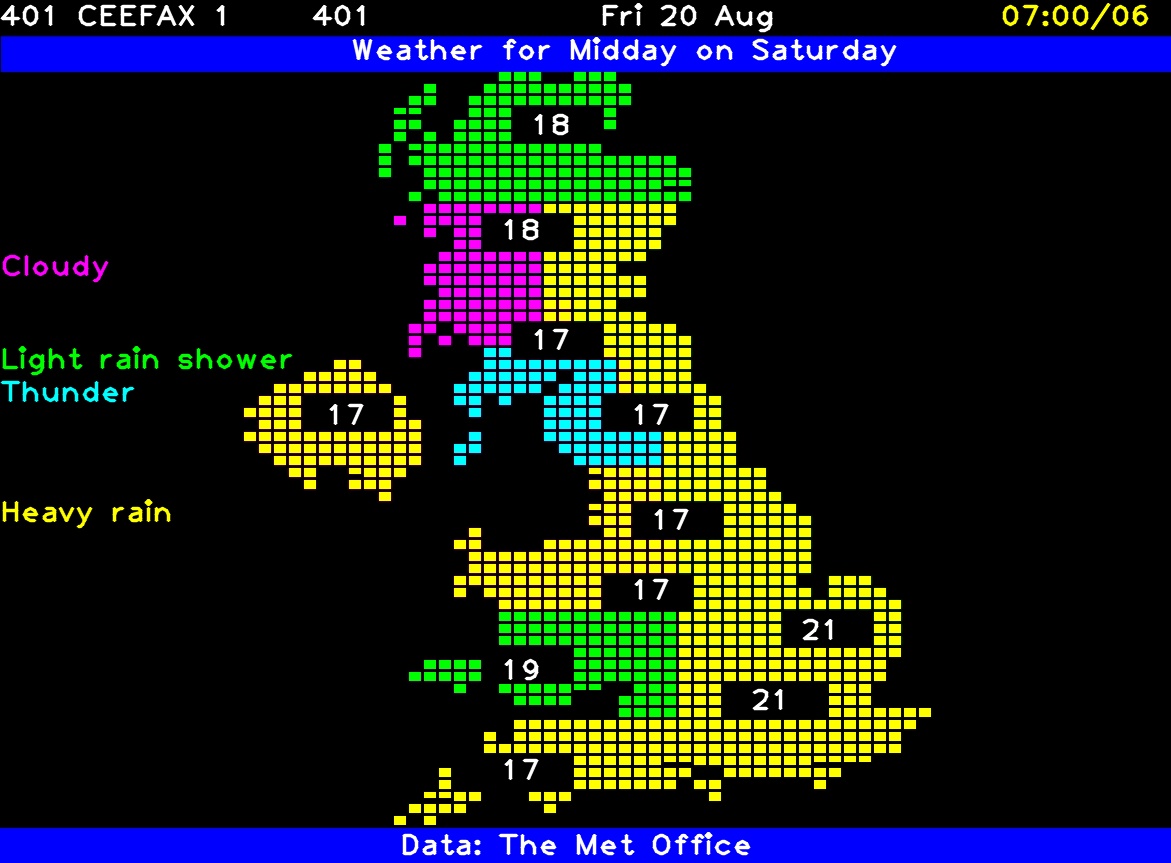 401 CEEFAX 1 401 Fri 20 Aug 07:00/06
Weather for Midday on Saturday
18
18
Cloudy
17
Light rain shower
Thunder
17 17
Heavy rain
17
17
21
19
21
17
Data: The Met Office